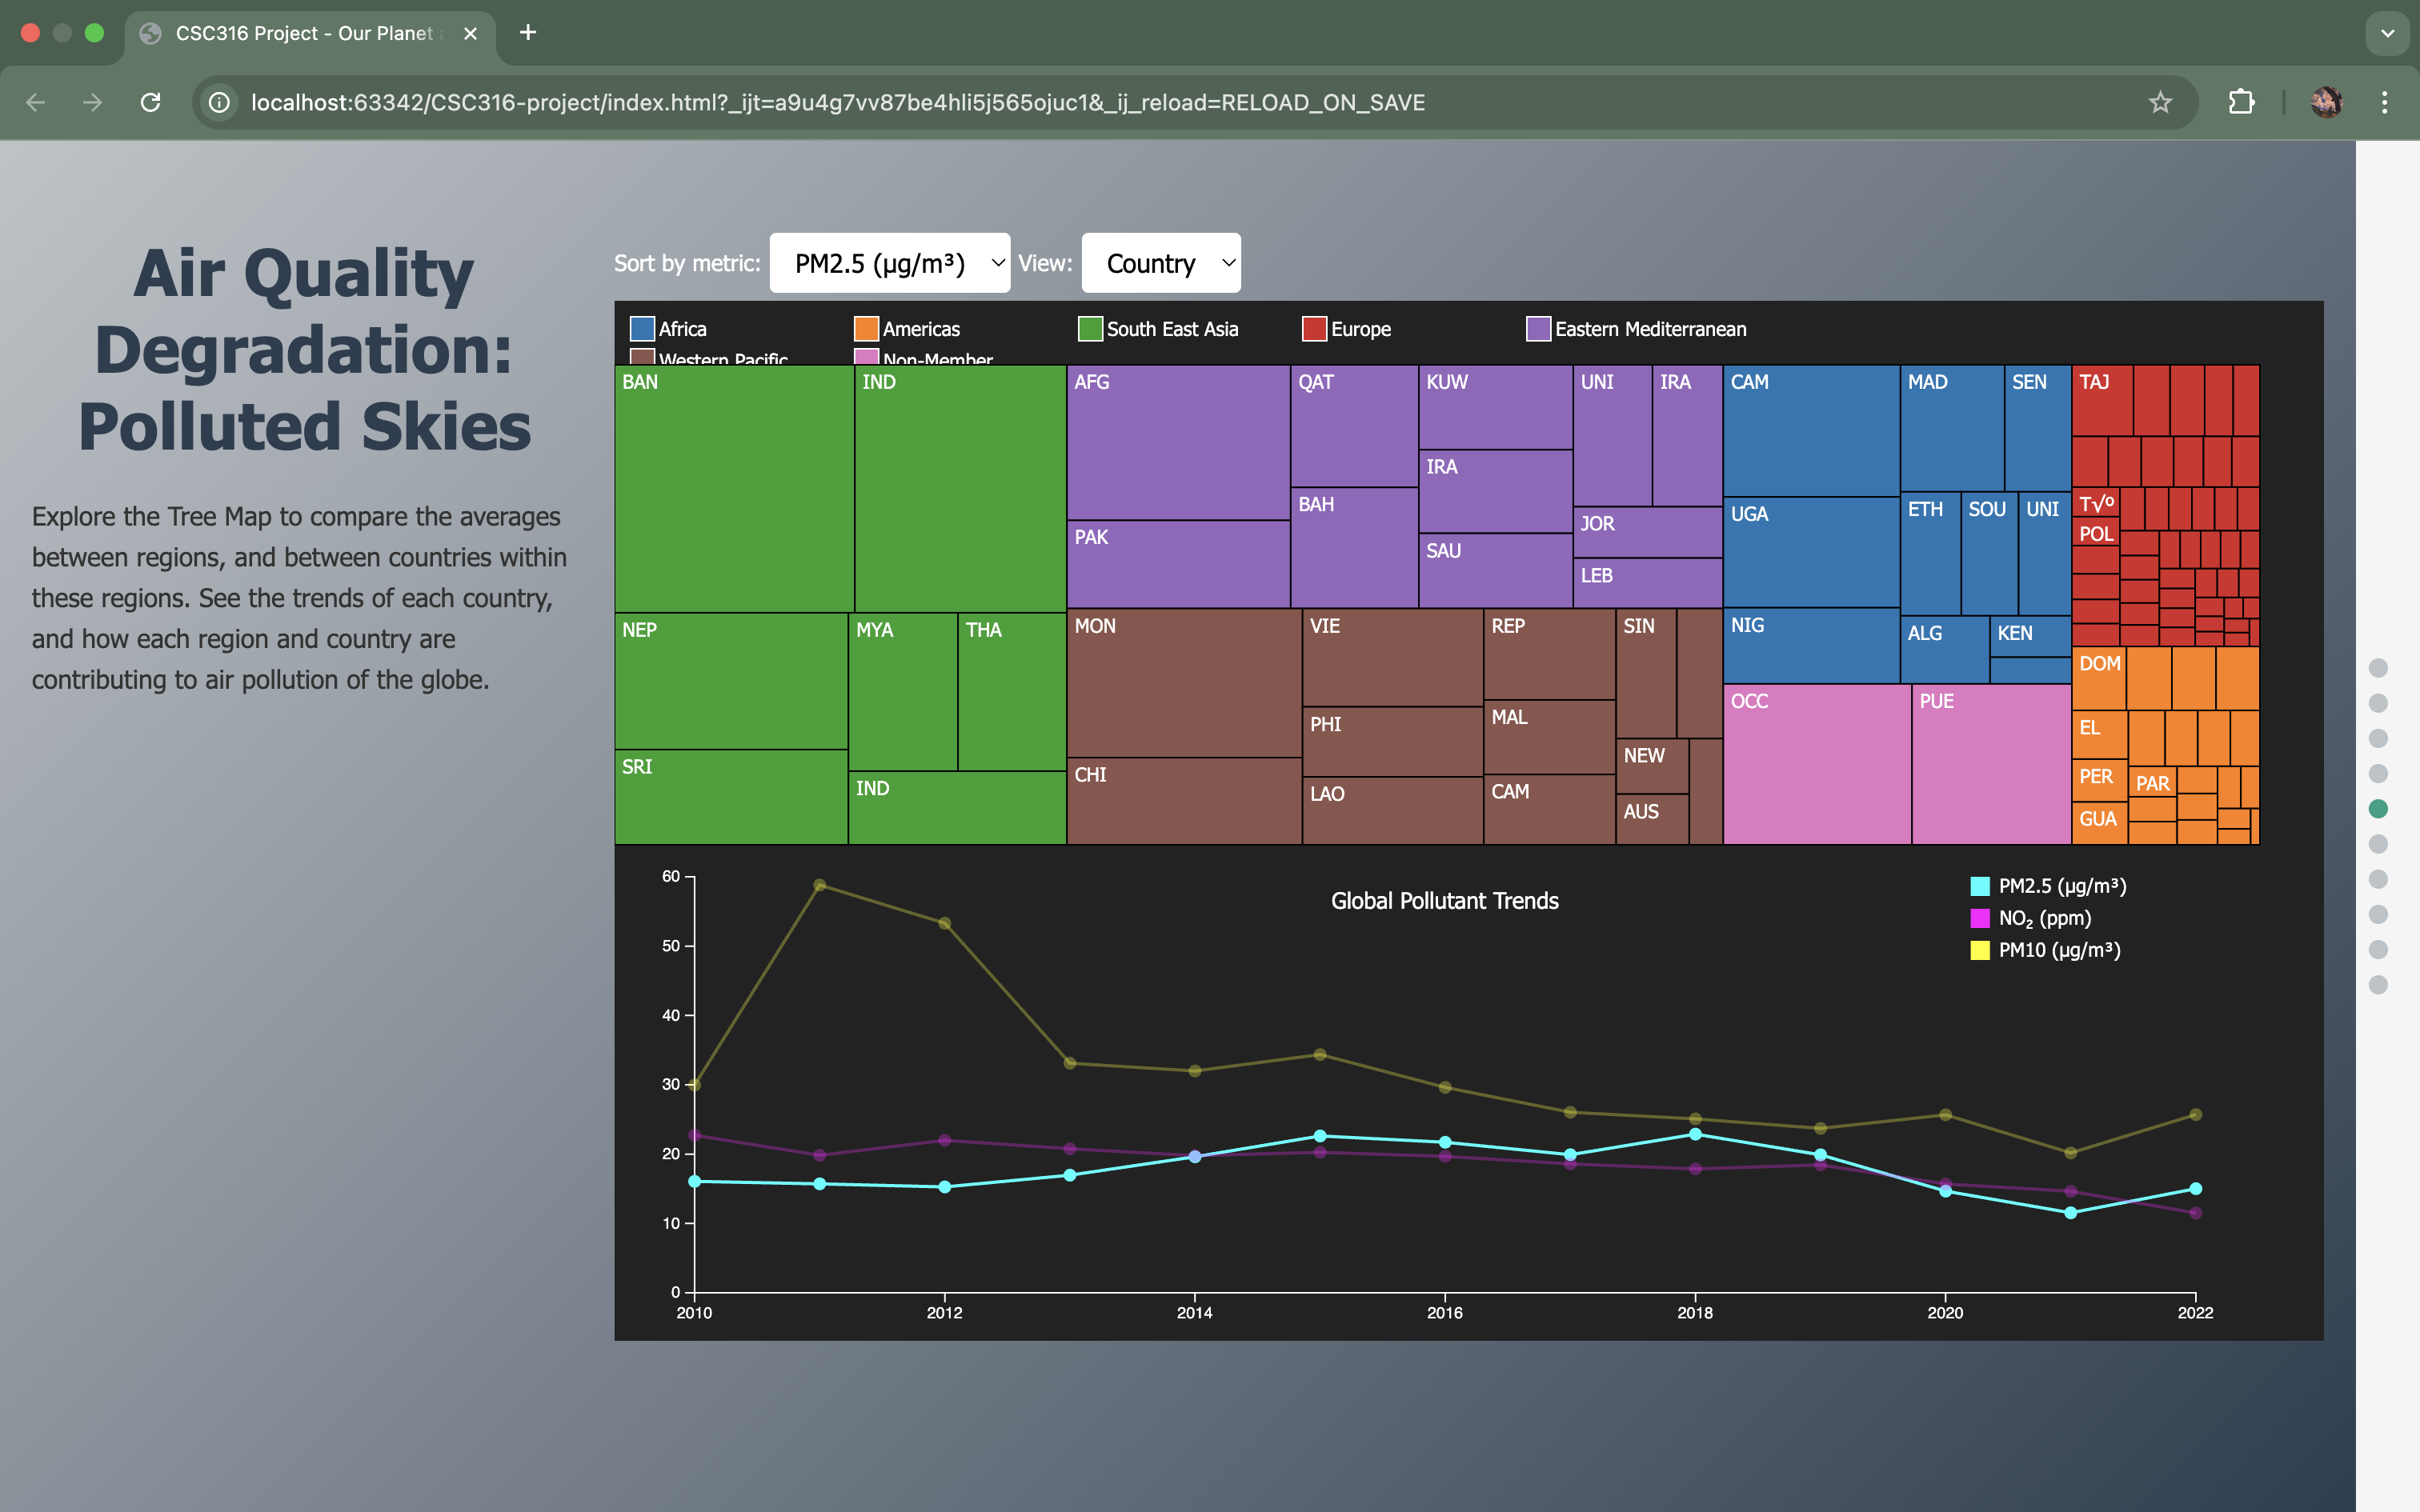 CSC316 Project - Our Planet
localhost:63342/CSC316-project/index.html?_ijt=a9u4g7vv87be4hli5j565ojuc1&_ij_reload=RELOAD_ON_SAVE
Air Quality
Degradation:
Polluted Skies
Explore the Tree Map to compare the averages
between regions, and between countries within
these regions. See the trends of each country,
and how each region and country are
contributing to air pollution of the globe.
Sort by metric: PM2.5 (µg/m³) View: Country
Africa Americas South East Asia Europe Eastern Mediterranean
Western Pacific Non-Member
BAN IND AFG QAT KUW UNI IRA CAM MAD SEN TAJ
IRA
BAH UGA ETH SOU UNI T√º
JOR
PAK SAU POL
LEB
NEP MYA THA MON VIE REP SIN NIG ALG KEN
DOM
OCC PUE
PHI MAL EL
SRI CHI NEW PER PAR
IND LAO CAM AUS GUA
Global Pollutant Trends
PM2.5 (µg/m³)
NO₂ (ppm)
PM10 (µg/m³)
60
50
40
30
20
10
0
2010 2012 2014 2016 2018 2020 2022